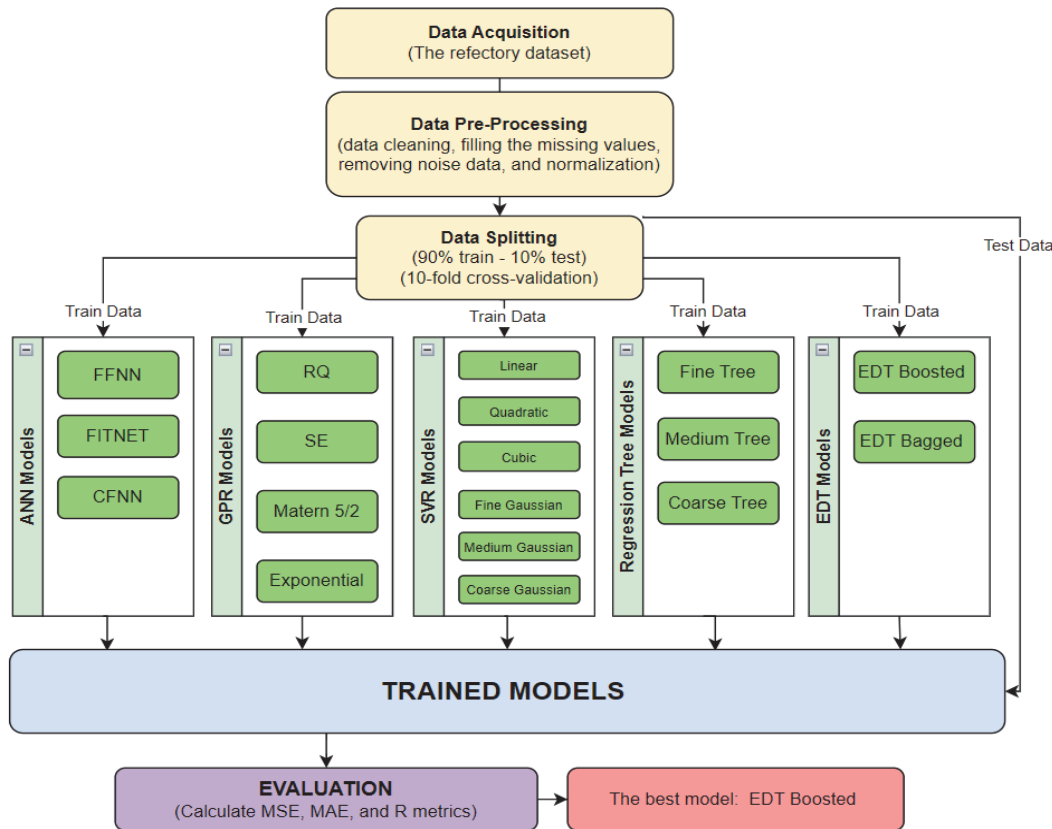 Data Acquisition
(The refectory dataset)
Data Pre-Processing
(data cleaning, filling the missing values,
removing noise data, and normalization)
Data Splitting
(90% train - 10% test)
(10-fold cross-validation)
Test Data
Train Data
Train Data
Train Data
Train Data
Train Data
ANN Models
FFNN
FITNET
CFNN
GPR Models
RQ
SE
Matern 5/2
Exponential
SVR Models
Linear
Quadratic
Cubic
Fine Gaussian
Medium Gaussian
Coarse Gaussian
Regression Tree Models
Fine Tree
Medium Tree
Coarse Tree
EDT Models
EDT Boosted
EDT Bagged
TRAINED MODELS
EVALUATION
(Calculate MSE, MAE, and R metrics)
The best model: EDT Boosted